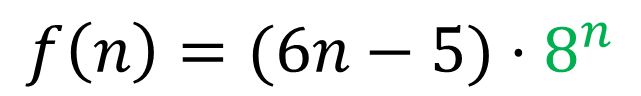 f(n) = (6n − 5) · 8ⁿ